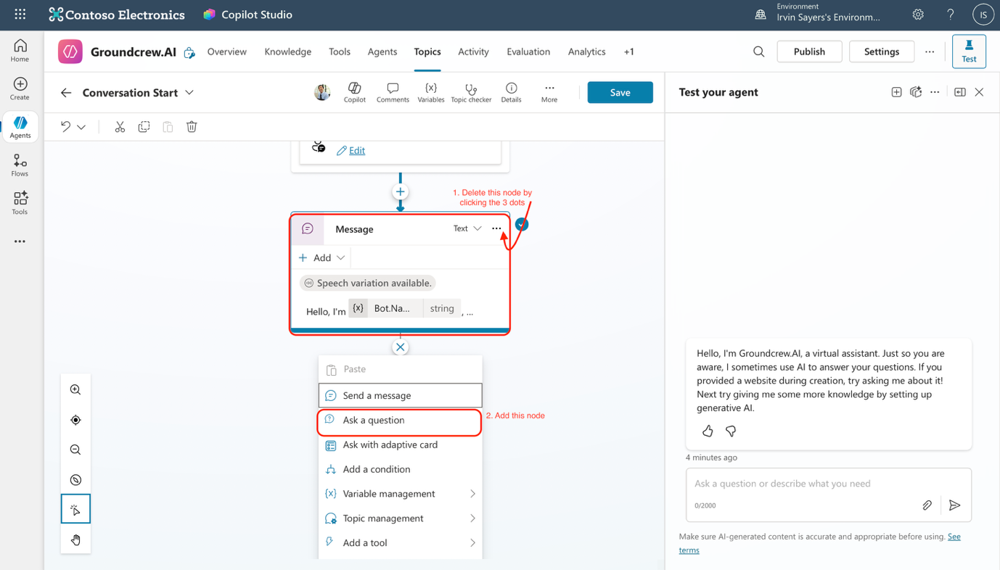 Contoso Electronics
Copilot Studio
Environment
Irvin Sayers's Environm...
?
IS
Home
Create
Agents
Flows
Tools
Groundcrew.AI
Overview
Knowledge
Tools
Agents
Topics
Activity
Evaluation
Analytics
+1
Publish
Settings
Test
Conversation Start
Copilot
Comments
{x}
Variables
Topic checker
Details
More
Save
Edit
1. Delete this node by
clicking the 3 dots
Message
Text
Add
Speech variation available.
Hello, I'm {x} Bot.Na... string , ...
Paste
Send a message
Ask a question
2. Add this node
Ask with adaptive card
Add a condition
{x} Variable management
Topic management
Add a tool
Test your agent
Hello, I'm Groundcrew.AI, a virtual assistant. Just so you are
aware, I sometimes use AI to answer your questions. If you
provided a website during creation, try asking me about it!
Next try giving me some more knowledge by setting up
generative AI.
4 minutes ago
Ask a question or describe what you need
0/2000
Make sure AI-generated content is accurate and appropriate before using. See
terms